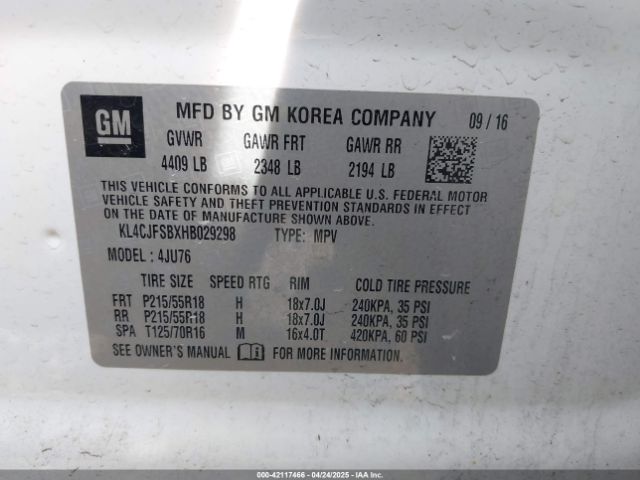 GM
MFD BY GM KOREA COMPANY 09 / 16
GVWR GAWR FRT GAWR RR
4409 LB 2348 LB 2194 LB
THIS VEHICLE CONFORMS TO ALL APPLICABLE U.S. FEDERAL MOTOR
VEHICLE SAFETY AND THEFT PREVENTION STANDARDS IN EFFECT
ON THE DATE OF MANUFACTURE SHOWN ABOVE.
KL4CJFSBXHB029298 TYPE: MPV
MODEL : 4JU76
TIRE SIZE SPEED RTG RIM COLD TIRE PRESSURE
FRT P215/55R18 H 18x7.0J 240KPA, 35 PSI
RR P215/55R18 H 18x7.0J 240KPA, 35 PSI
SPA T125/70R16 M 16x4.0T 420KPA, 60 PSI
SEE OWNER'S MANUAL FOR MORE INFORMATION.
000-42117466 - 04/24/2025 - IAAI.COM